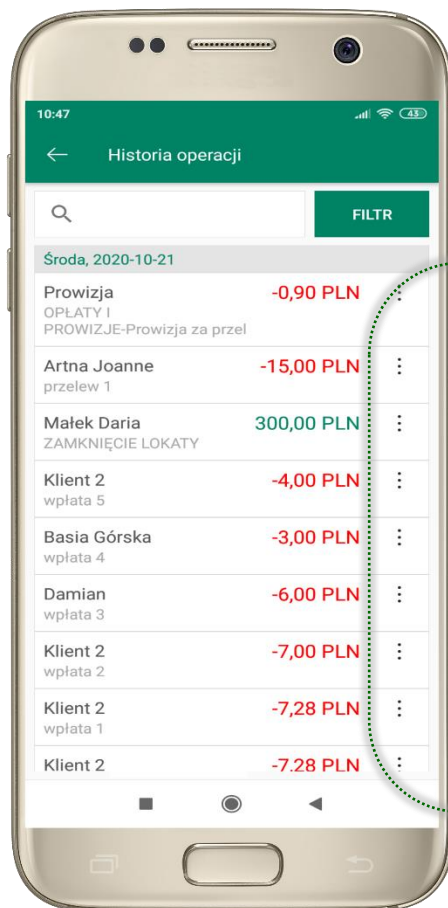 10:47
43
Historia operacji
FILTR
Środa, 2020-10-21
Prowizja -0,90 PLN
OPŁATY I
PROWIZJE-Prowizja za przel
Artna Joanne -15,00 PLN
przelew 1
Małek Daria 300,00 PLN
ZAMKNIĘCIE LOKATY
Klient 2 -4,00 PLN
wpłata 5
Basia Górska -3,00 PLN
wpłata 4
Damian -6,00 PLN
wpłata 3
Klient 2 -7,00 PLN
wpłata 2
Klient 2 -7,28 PLN
wpłata 1
Klient 2 -7,28 PLN